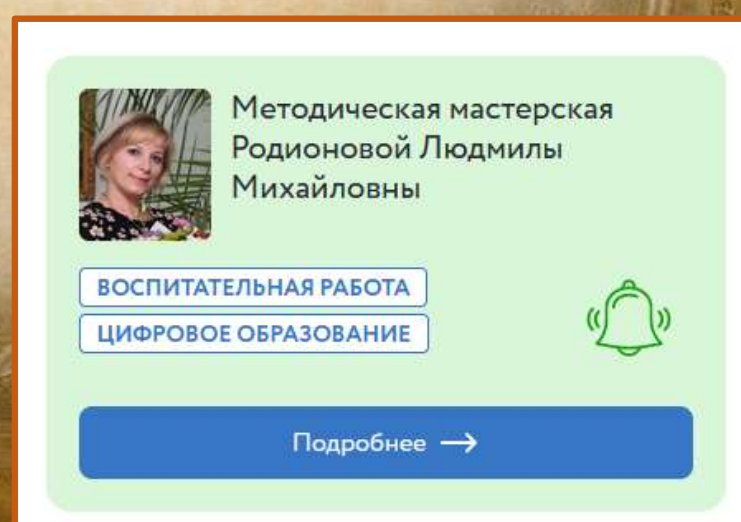 Методическая мастерская
Родионовой Людмилы
Михайловны
ВОСПИТАТЕЛЬНАЯ РАБОТА
ЦИФРОВОЕ ОБРАЗОВАНИЕ
Подробнее →